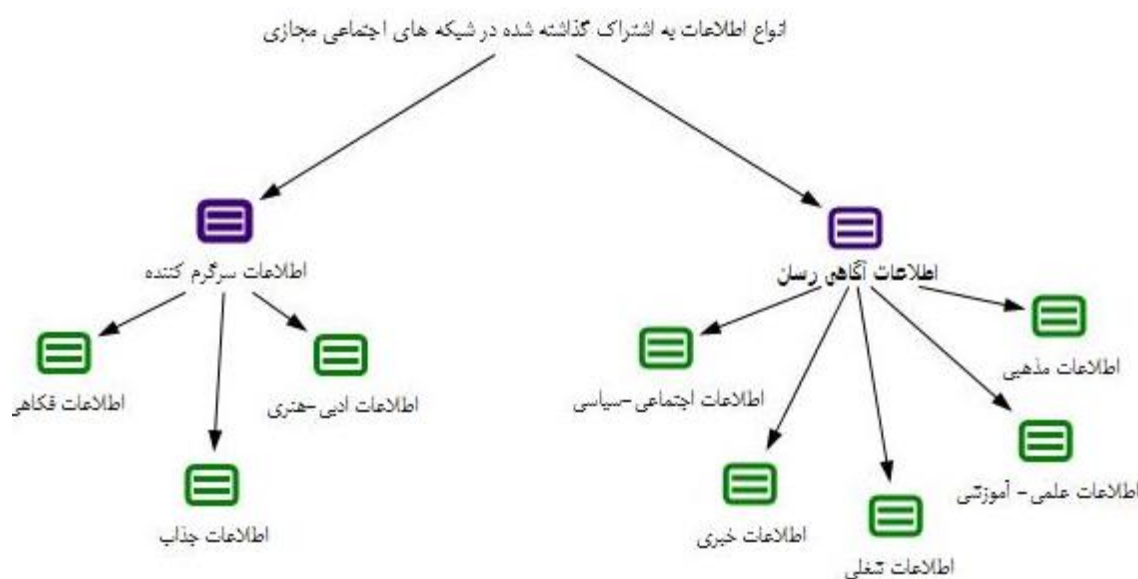 انواع اطلاعات به اشتراک گذاشته شده در شبکه های اجتماعی مجازی
اطلاعات آگاهی رسان
اطلاعات سرگرم کننده
اطلاعات مذهبی
اطلاعات علمی- آموزشی
اطلاعات شغلی
اطلاعات خبری
اطلاعات اجتماعی-سیاسی
اطلاعات ادبی-هنری
اطلاعات جذاب
اطلاعات فکاهی